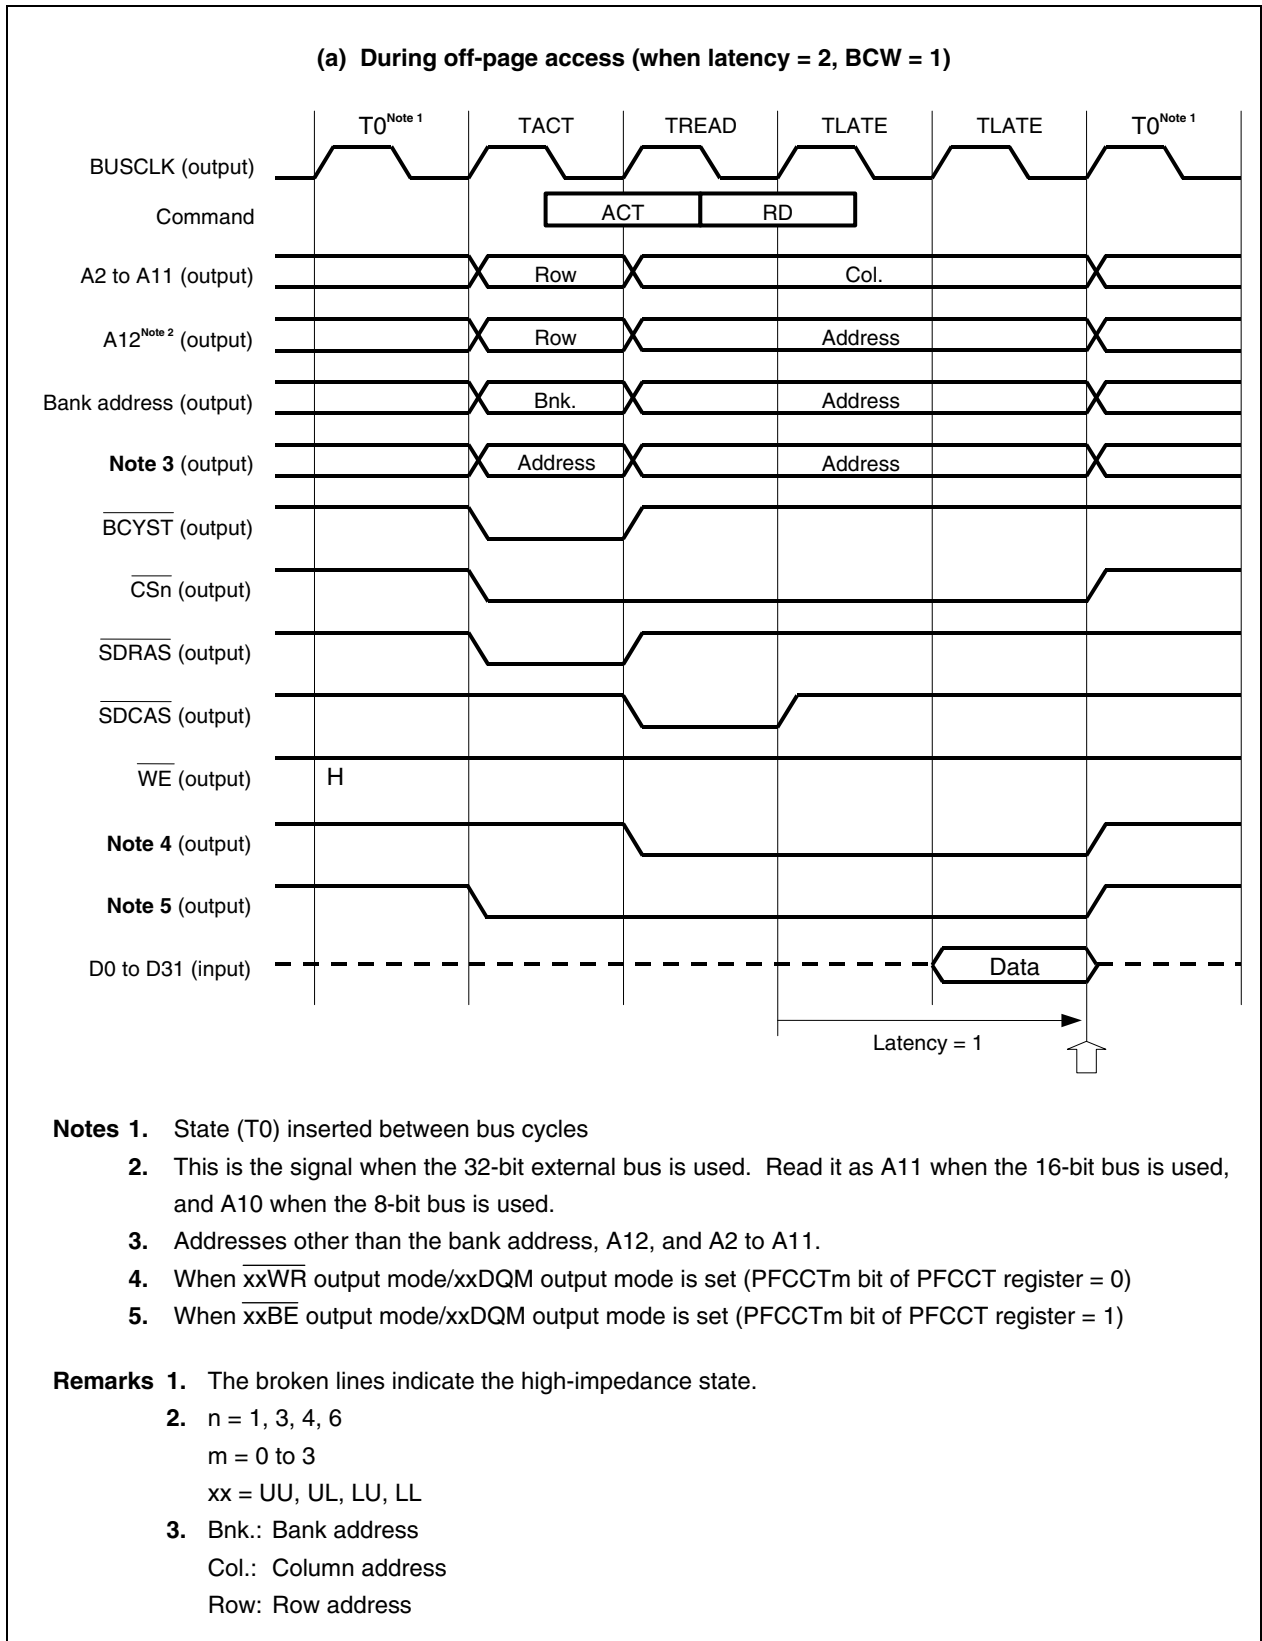 (a) During off-page access (when latency = 2, BCW = 1)
T0Note 1 TACT TREAD TLATE TLATE T0Note 1
BUSCLK (output)
Command ACT RD
A2 to A11 (output) Row Col.
A12Note 2 (output) Row Address
Bank address (output) Bnk. Address
Note 3 (output) Address Address
BCYST (output)
CSn (output)
SDRAS (output)
SDCAS (output)
WE (output) H
Note 4 (output)
Note 5 (output)
D0 to D31 (input) Data
Latency = 1
Notes 1. State (T0) inserted between bus cycles
2. This is the signal when the 32-bit external bus is used. Read it as A11 when the 16-bit bus is used,
and A10 when the 8-bit bus is used.
3. Addresses other than the bank address, A12, and A2 to A11.
4. When xxWR output mode/xxDQM output mode is set (PFCCTm bit of PFCCT register = 0)
5. When xxBE output mode/xxDQM output mode is set (PFCCTm bit of PFCCT register = 1)
Remarks 1. The broken lines indicate the high-impedance state.
2. n = 1, 3, 4, 6
m = 0 to 3
xx = UU, UL, LU, LL
3. Bnk.: Bank address
Col.: Column address
Row: Row address